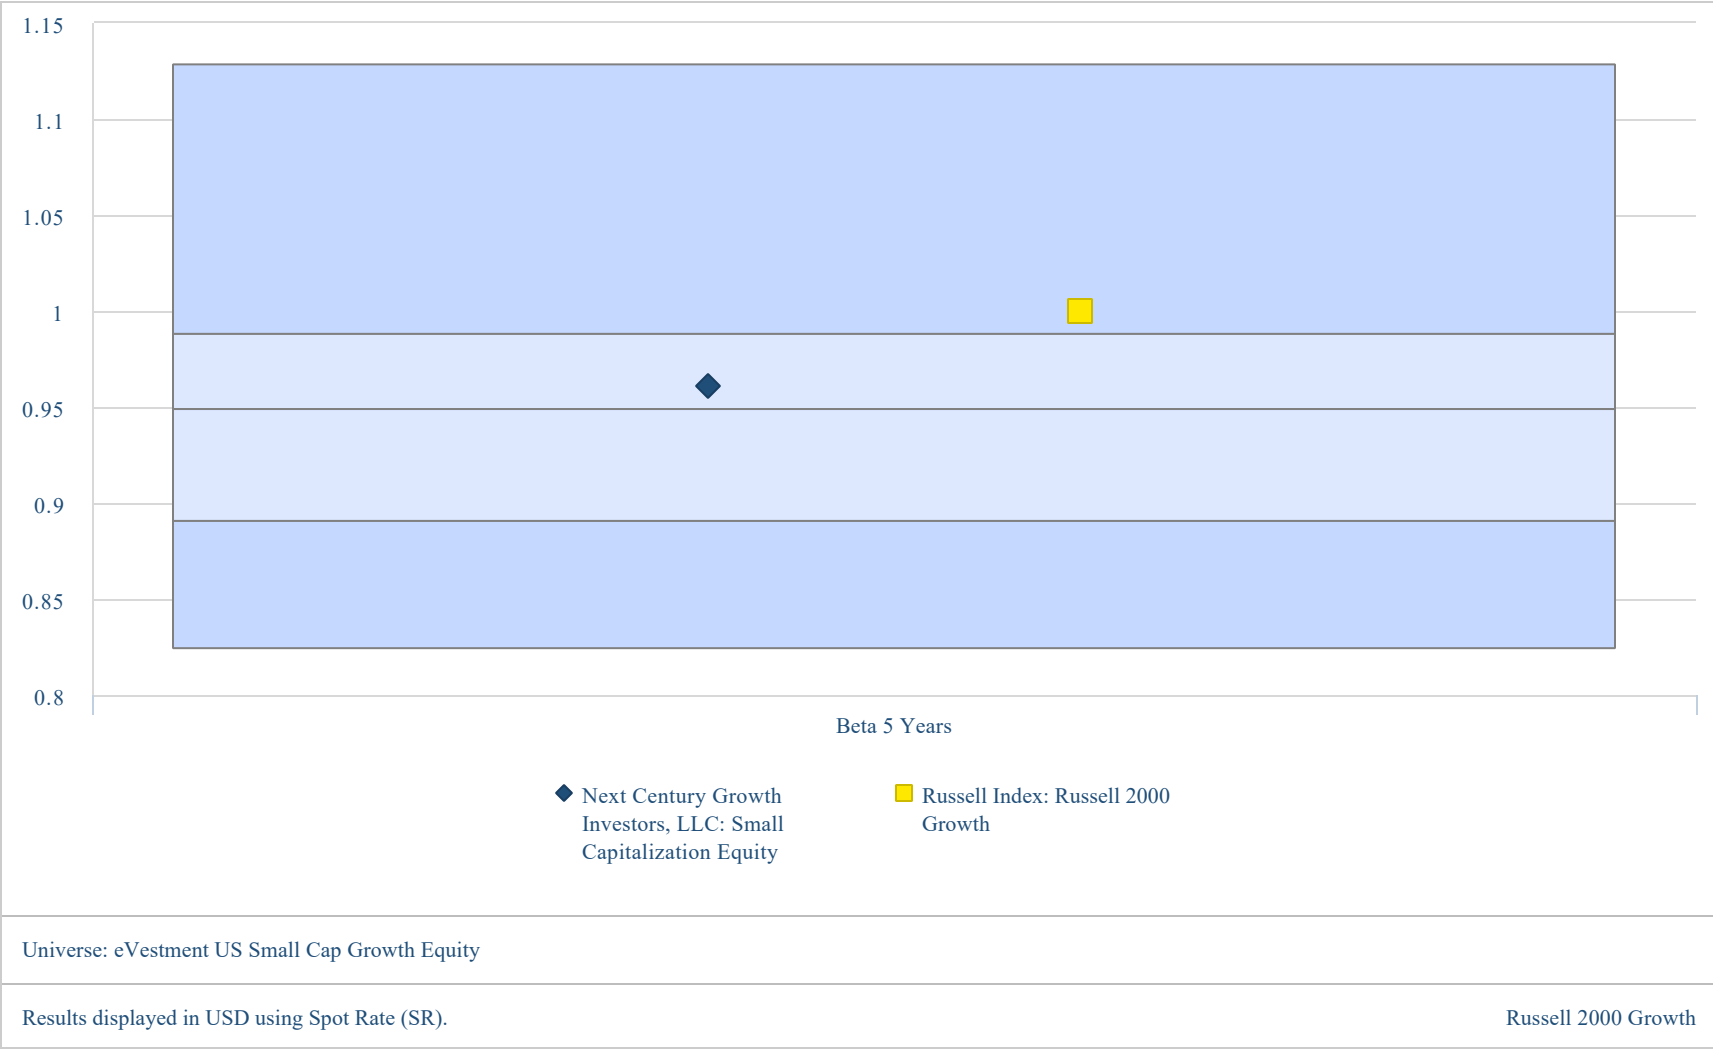 1.15
1.1
1.05
1
0.95
0.9
0.85
0.8
Beta 5 Years
Next Century Growth
Investors, LLC: Small
Capitalization Equity
Russell Index: Russell 2000
Growth
Universe: eVestment US Small Cap Growth Equity
Results displayed in USD using Spot Rate (SR).
Russell 2000 Growth